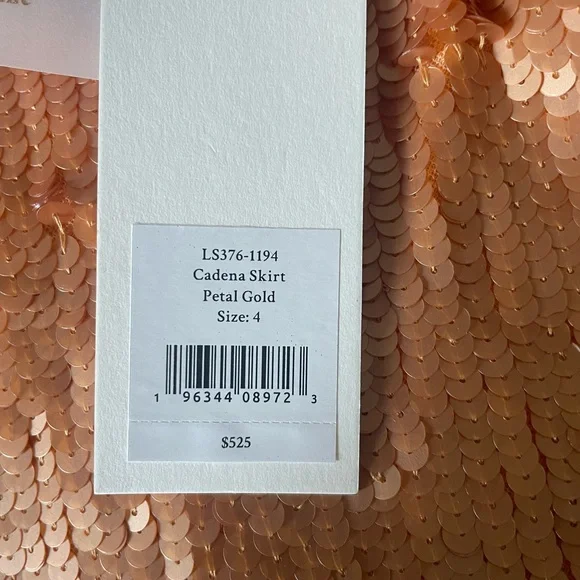 LS376-1194
Cadena Skirt
Petal Gold
Size: 4
1 96344 08972 3
$525